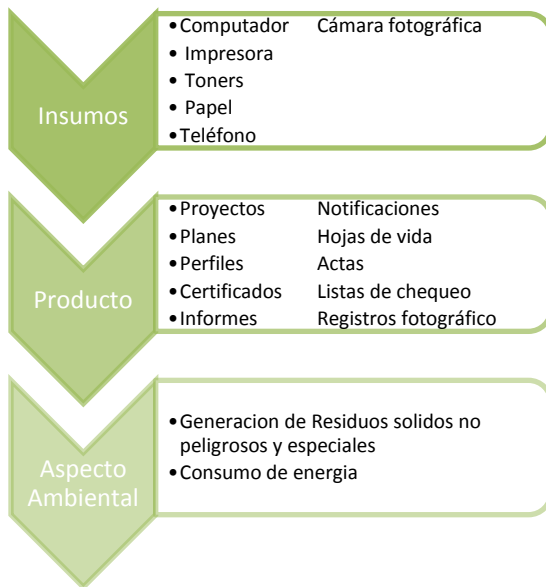 Insumos
•Computador Cámara fotográfica
• Impresora
• Toners
• Papel
•Teléfono
Producto
•Proyectos Notificaciones
•Planes Hojas de vida
•Perfiles Actas
•Certificados Listas de chequeo
•Informes Registros fotográfico
Aspecto
Ambiental
•Generacion de Residuos solidos no
peligrosos y especiales
•Consumo de energia